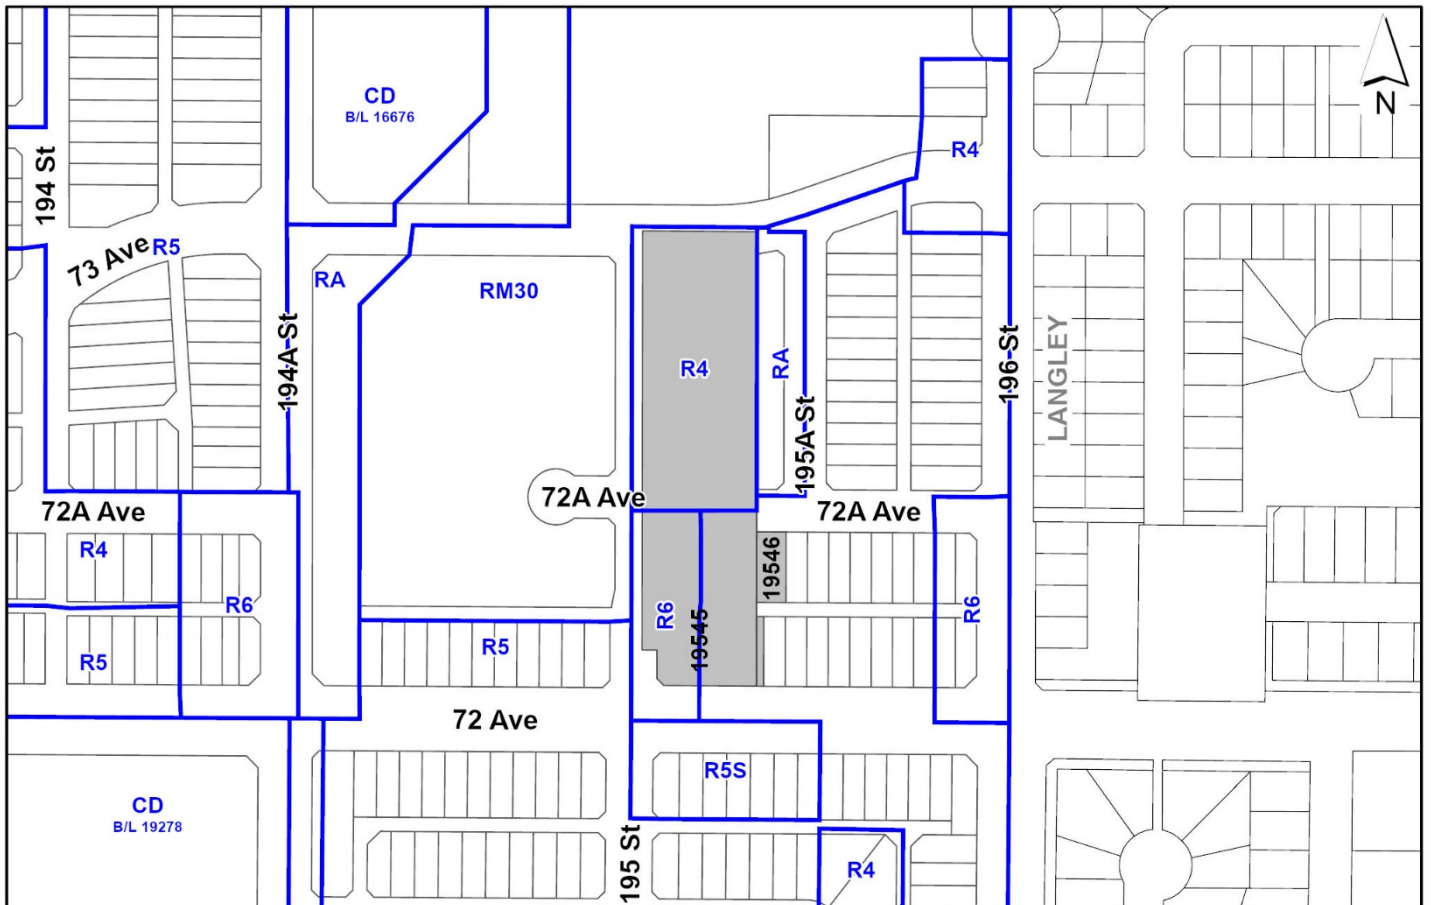 CD
B/L 16676
N
R4
194 St
73 Ave
R5
RA
RM30
194A St
R4
RA
195A St
196 St
LANGLEY
72A Ave
72A Ave
72A Ave
R4
R6
R5
R5
R6
19545
19546
R6
72 Ave
R5S
CD
B/L 19278
195 St
R4